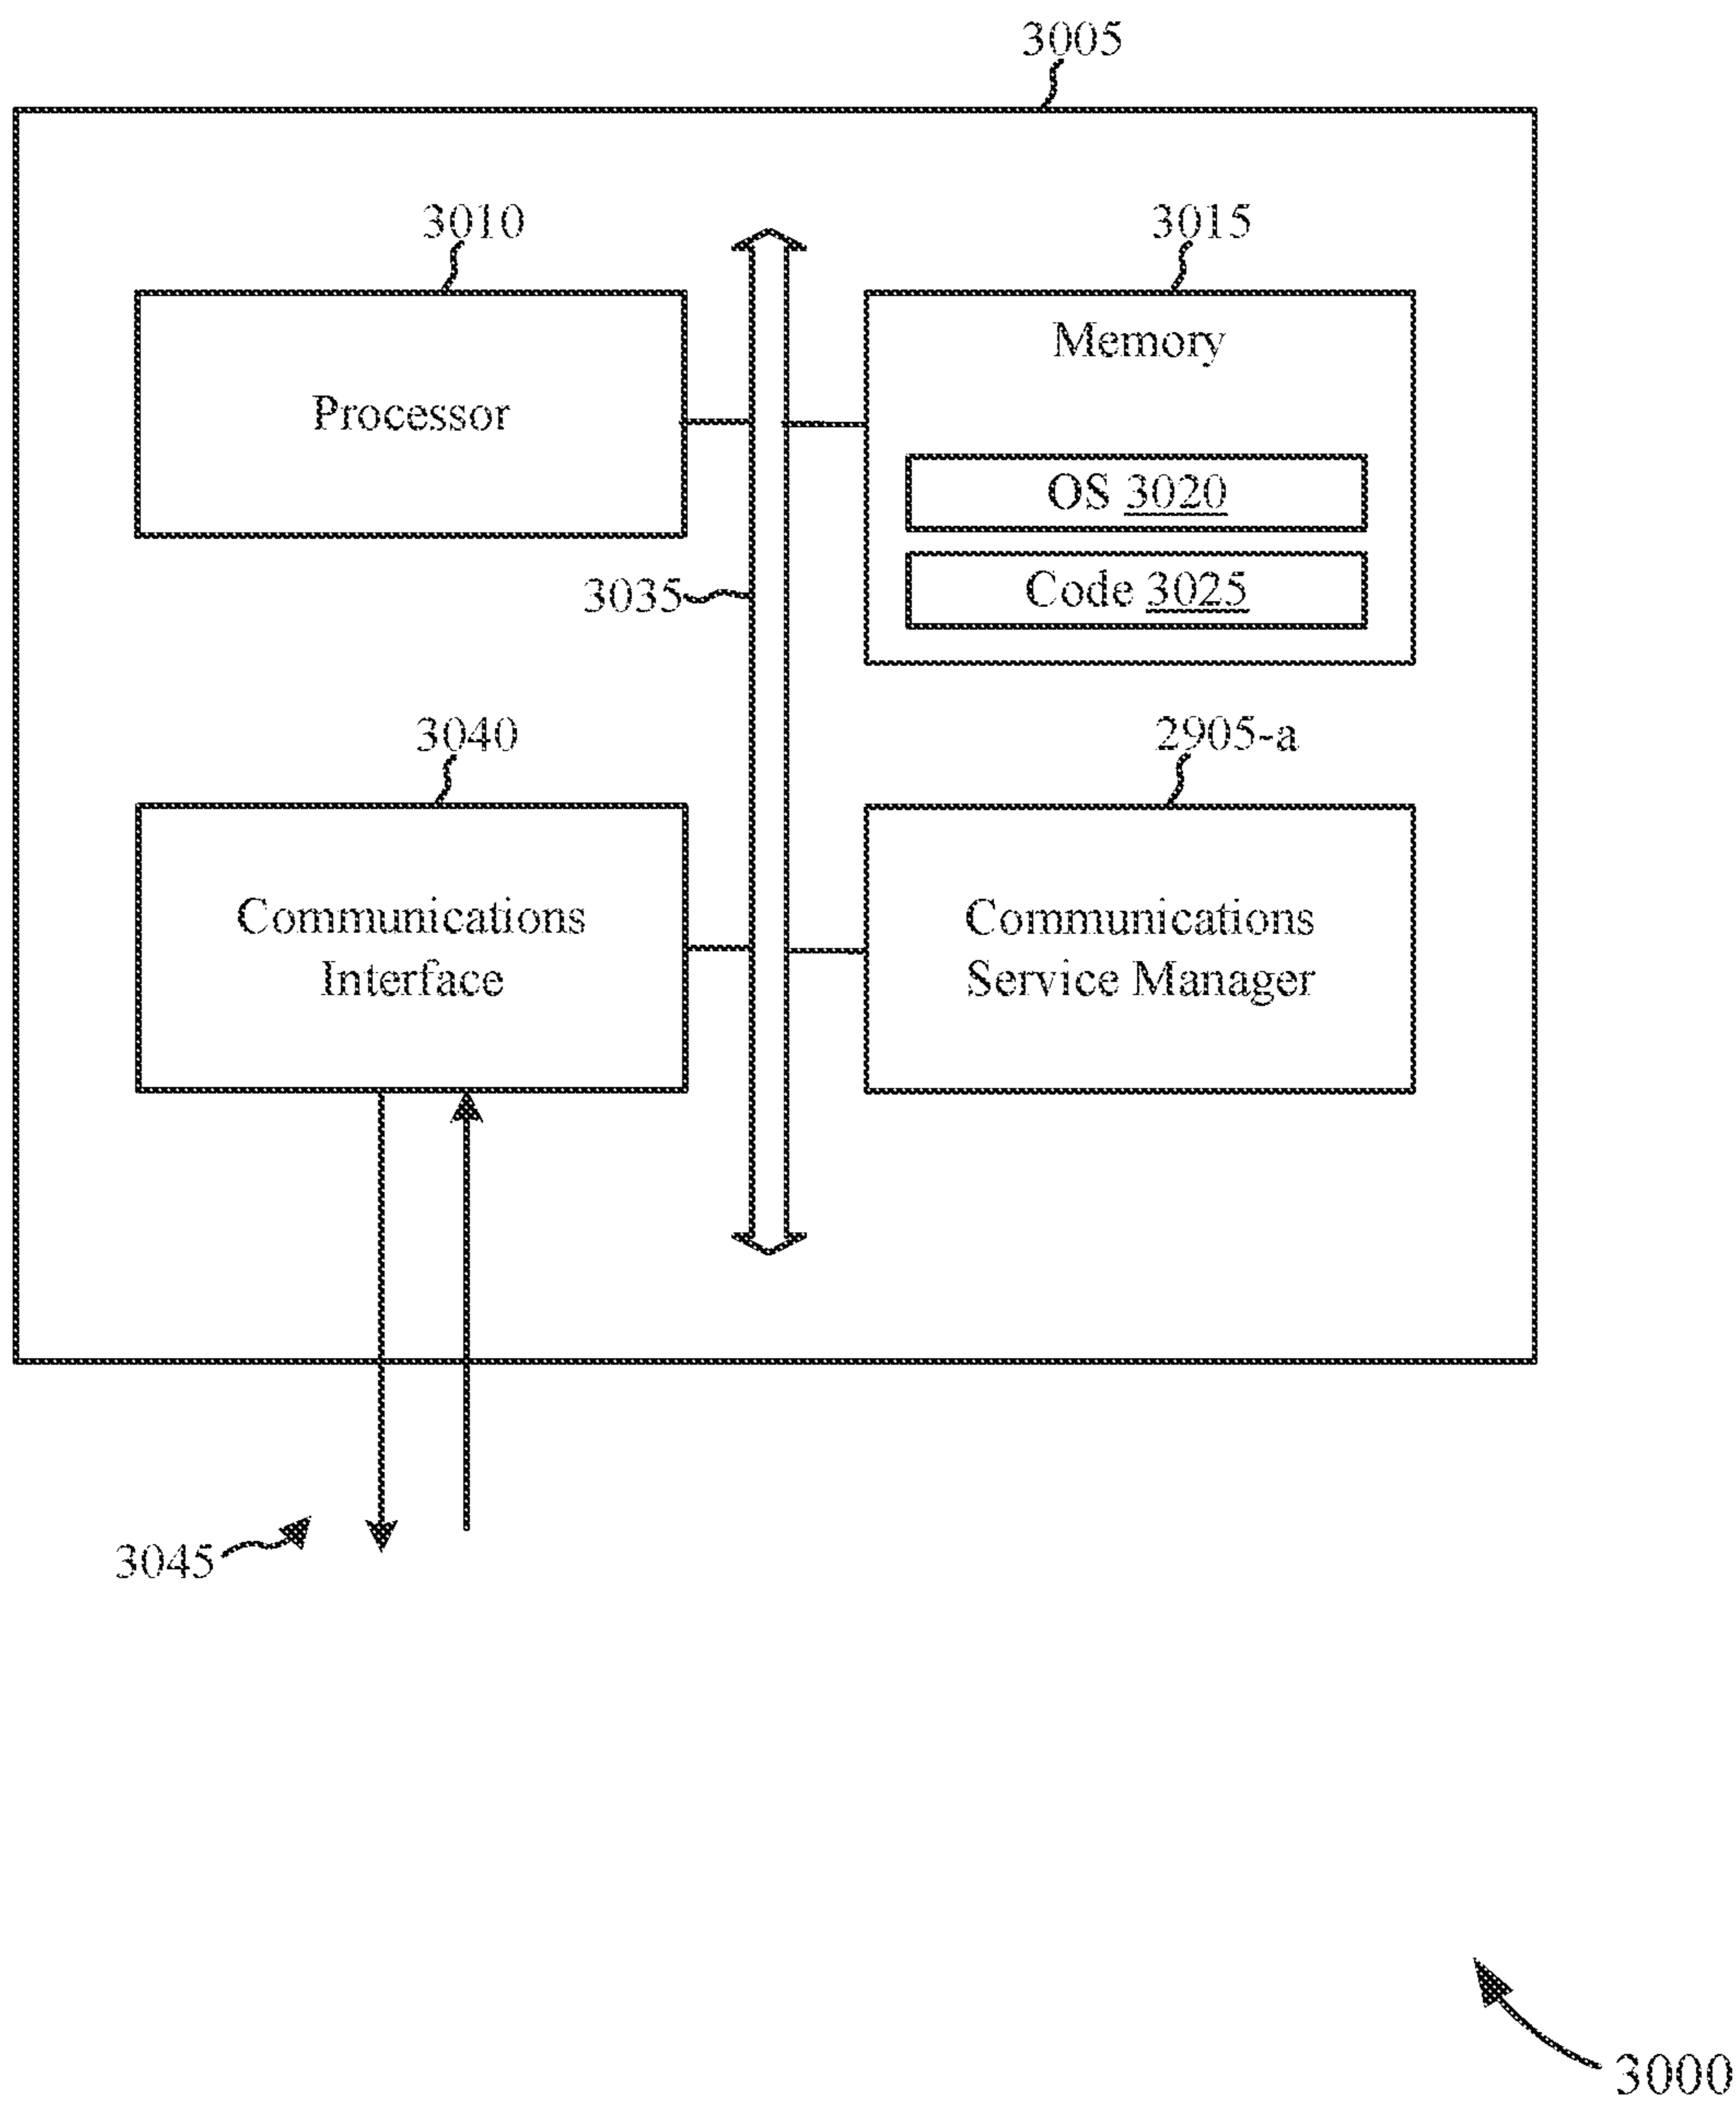 3005
3010
3015
Processor
Memory
OS 3020
Code 3025
3035
3040
2905-a
Communications
Interface
Communications
Service Manager
3045
3000